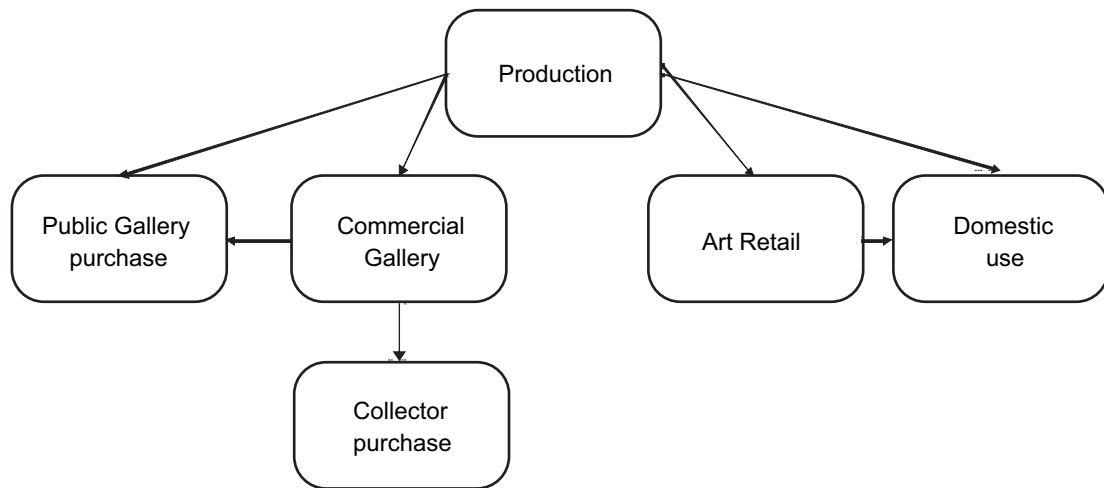 Production
Public Gallery
purchase
Commercial
Gallery
Art Retail
Domestic
use
Collector
purchase